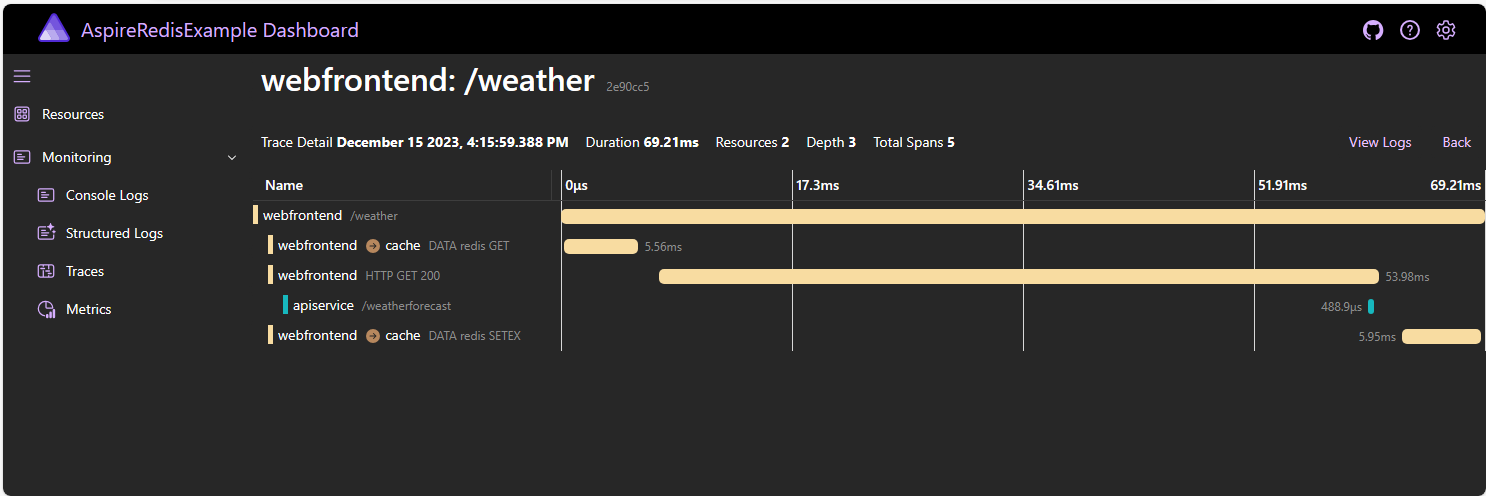 AspireRedisExample Dashboard
webfrontend: /weather 2e90cc5
Resources
Monitoring
Console Logs
Structured Logs
Traces
Metrics
Trace Detail December 15 2023, 4:15:59.388 PM Duration 69.21ms Resources 2 Depth 3 Total Spans 5 View Logs Back
Name 0μs 17.3ms 34.61ms 51.91ms 69.21ms
webfrontend /weather
webfrontend cache DATA redis GET 5.56ms
webfrontend HTTP GET 200 53.98ms
apiservice /weatherforecast 488.9μs
webfrontend cache DATA redis SETEX 5.95ms